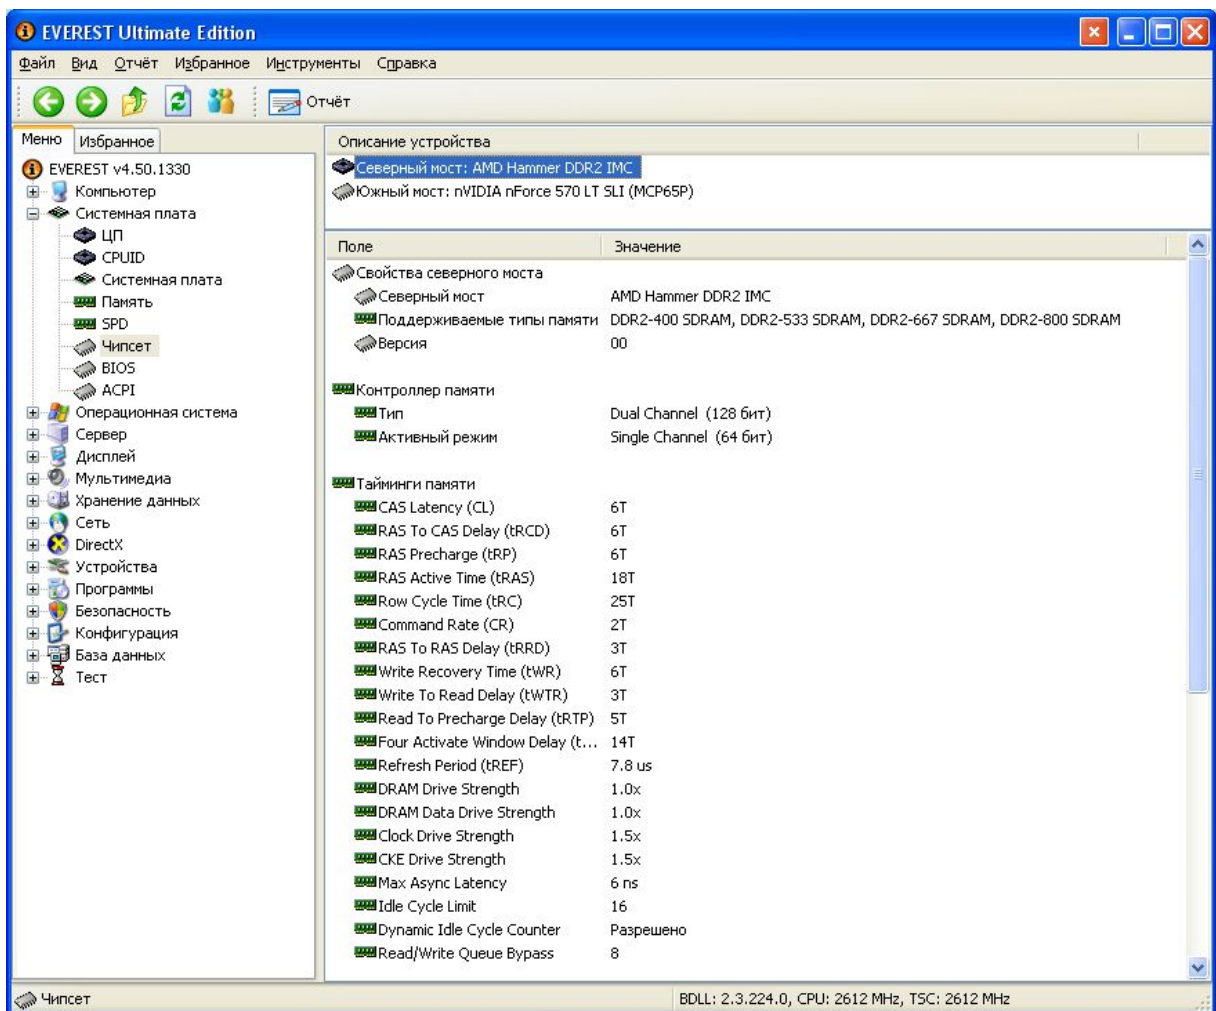 EVEREST Ultimate Edition
Файл Вид Отчёт Избранное Инструменты Справка
Отчёт
Меню Избранное
EVEREST v4.50.1330
Компьютер
Системная плата
ЦП
CPUID
Системная плата
Память
SPD
Чипсет
BIOS
ACPI
Операционная система
Сервер
Дисплей
Мультимедиа
Хранение данных
Сеть
DirectX
Устройства
Программы
Безопасность
Конфигурация
База данных
Тест
Описание устройства
Северный мост: AMD Hammer DDR2 IMC
Южный мост: nVIDIA nForce 570 LT SLI (MCP65P)
Поле Значение
Свойства северного моста
Северный мост AMD Hammer DDR2 IMC
Поддерживаемые типы памяти DDR2-400 SDRAM, DDR2-533 SDRAM, DDR2-667 SDRAM, DDR2-800 SDRAM
Версия 00
Контроллер памяти
Тип Dual Channel (128 бит)
Активный режим Single Channel (64 бит)
Тайминги памяти
CAS Latency (CL) 6T
RAS To CAS Delay (tRCD) 6T
RAS Precharge (tRP) 6T
RAS Active Time (tRAS) 18T
Row Cycle Time (tRC) 25T
Command Rate (CR) 2T
RAS To RAS Delay (tRRD) 3T
Write Recovery Time (tWR) 6T
Write To Read Delay (tWTR) 3T
Read To Precharge Delay (tRTP) 5T
Four Activate Window Delay (t... 14T
Refresh Period (tREF) 7.8 us
DRAM Drive Strength 1.0x
DRAM Data Drive Strength 1.0x
Clock Drive Strength 1.5x
CKE Drive Strength 1.5x
Max Async Latency 6 ns
Idle Cycle Limit 16
Dynamic Idle Cycle Counter Разрешено
Read/Write Queue Bypass 8
Чипсет BDLL: 2.3.224.0, CPU: 2612 MHz, TSC: 2612 MHz